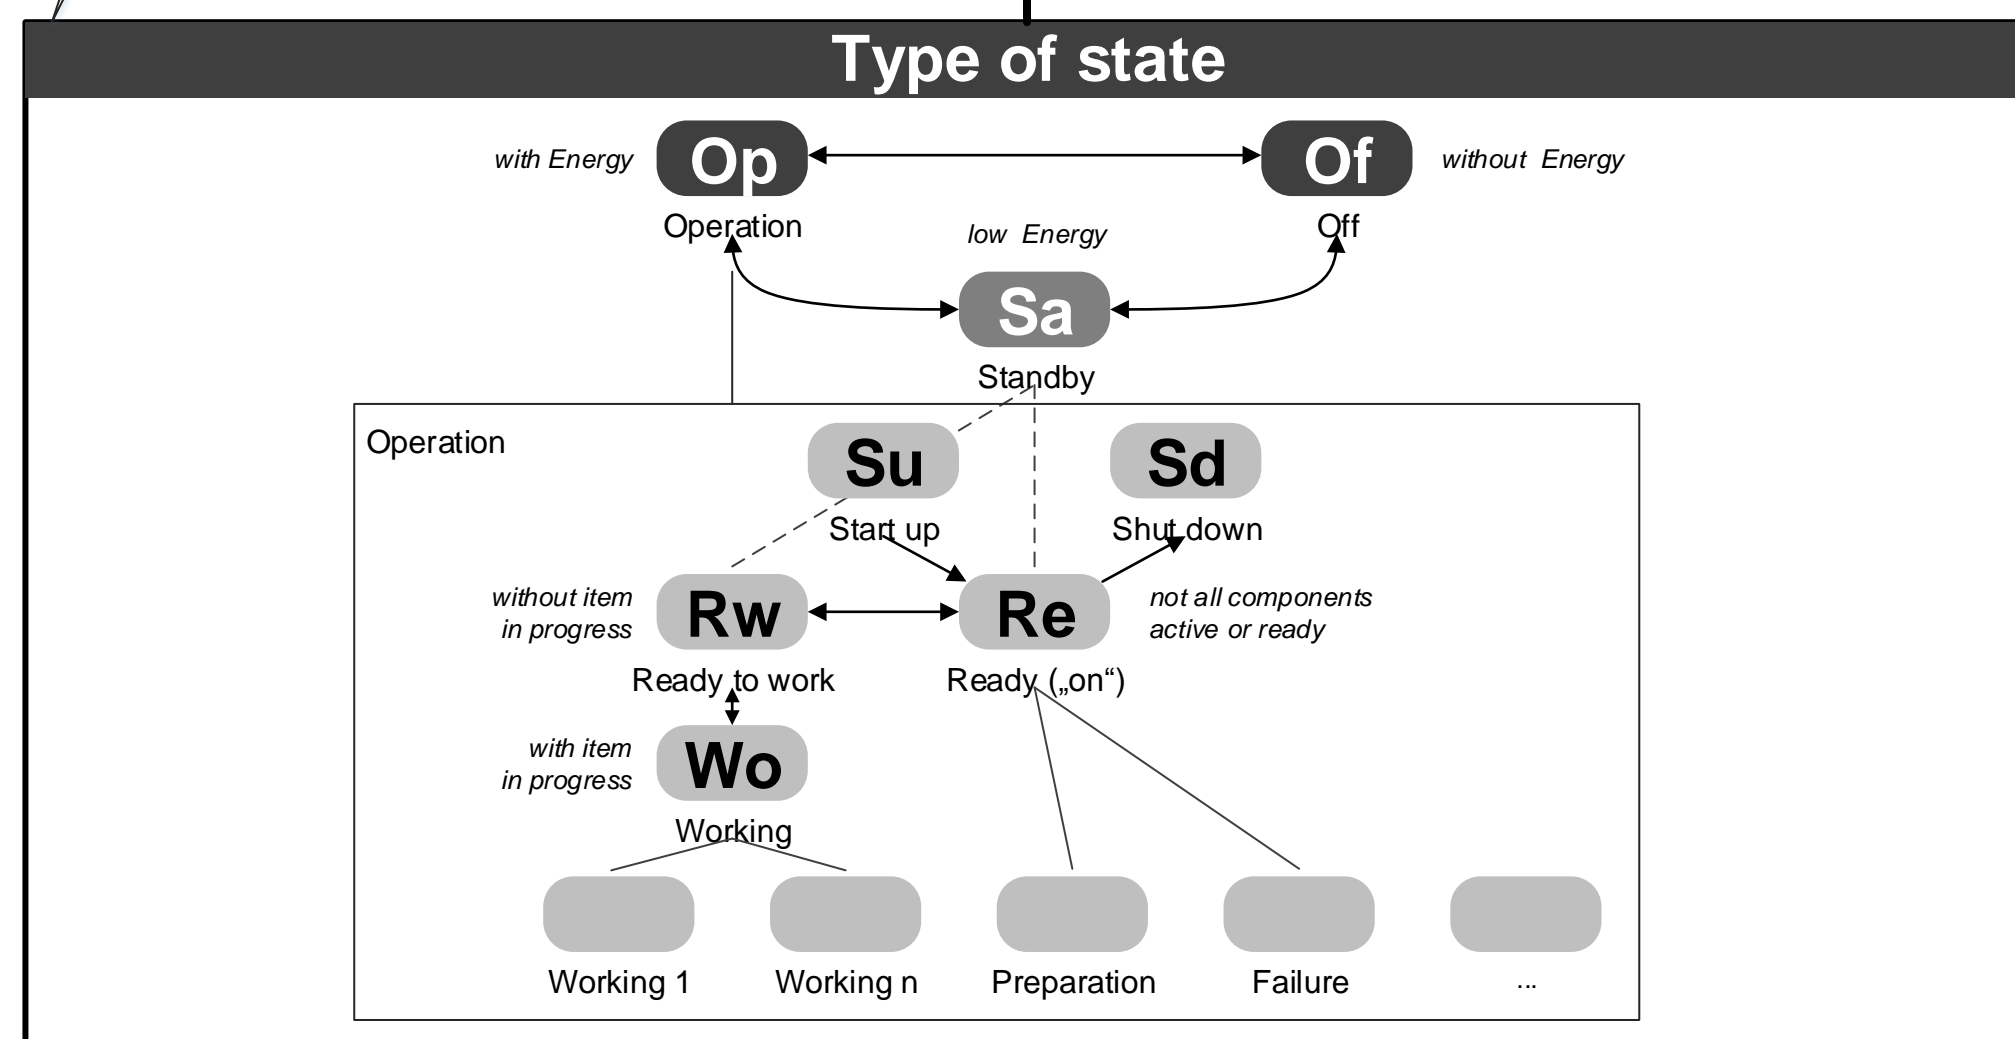 Type of state
with Energy
Op
Of
without Energy
Operation
low Energy
Off
Sa
Standby
Operation
Su
Sd
Start up
Shut down
without item
in progress
Rw
Re
not all components
active or ready
Ready to work
Ready („on“)
with item
in progress
Wo
Working
Working 1
Working n
Preparation
Failure
...